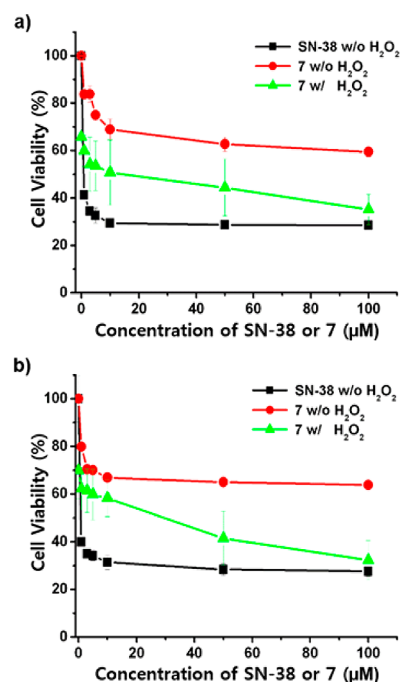 a)
SN-38 w/o H₂O₂
7 w/o H₂O₂
7 w/ H₂O₂
Cell Viability (%)
100
80
60
40
20
0
0 20 40 60 80 100
Concentration of SN-38 or 7 (μM)
b)
SN-38 w/o H₂O₂
7 w/o H₂O₂
7 w/ H₂O₂
Cell Viability (%)
100
80
60
40
20
0
0 20 40 60 80 100
Concentration of SN-38 or 7 (μM)